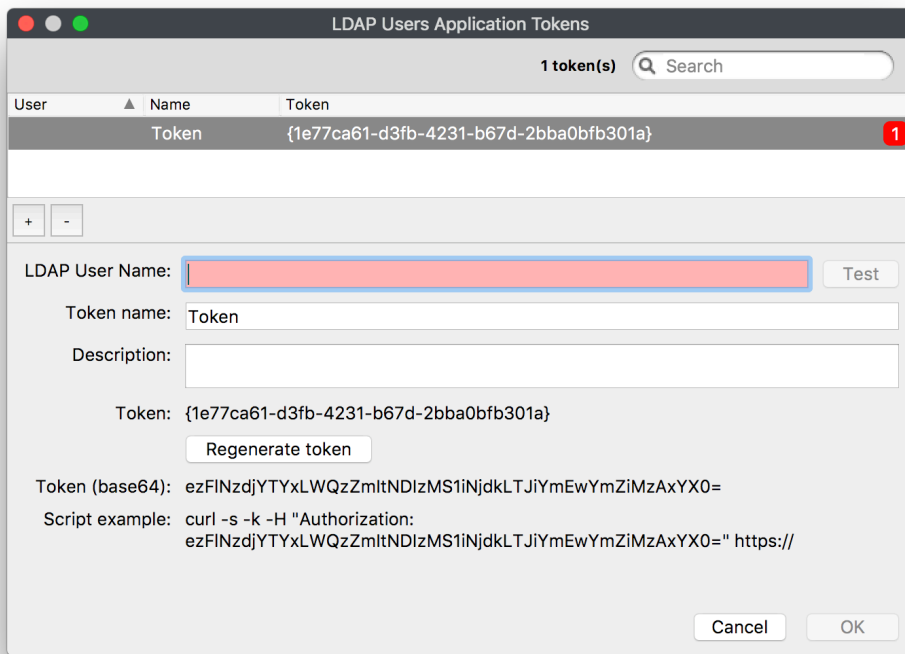 LDAP Users Application Tokens
1 token(s) Search
User Name Token
Token {1e77ca61-d3fb-4231-b67d-2bba0bfb301a} 1
+ -
LDAP User Name: Test
Token name: Token
Description:
Token: {1e77ca61-d3fb-4231-b67d-2bba0bfb301a}
Regenerate token
Token (base64): ezFlNzdjYTYxLWQzZmItNDIzMS1iNjdkLTJiYmEwYmZiMzAxYX0=
Script example: curl -s -k -H "Authorization:
ezFlNzdjYTYxLWQzZmItNDIzMS1iNjdkLTJiYmEwYmZiMzAxYX0=" https://
Cancel OK